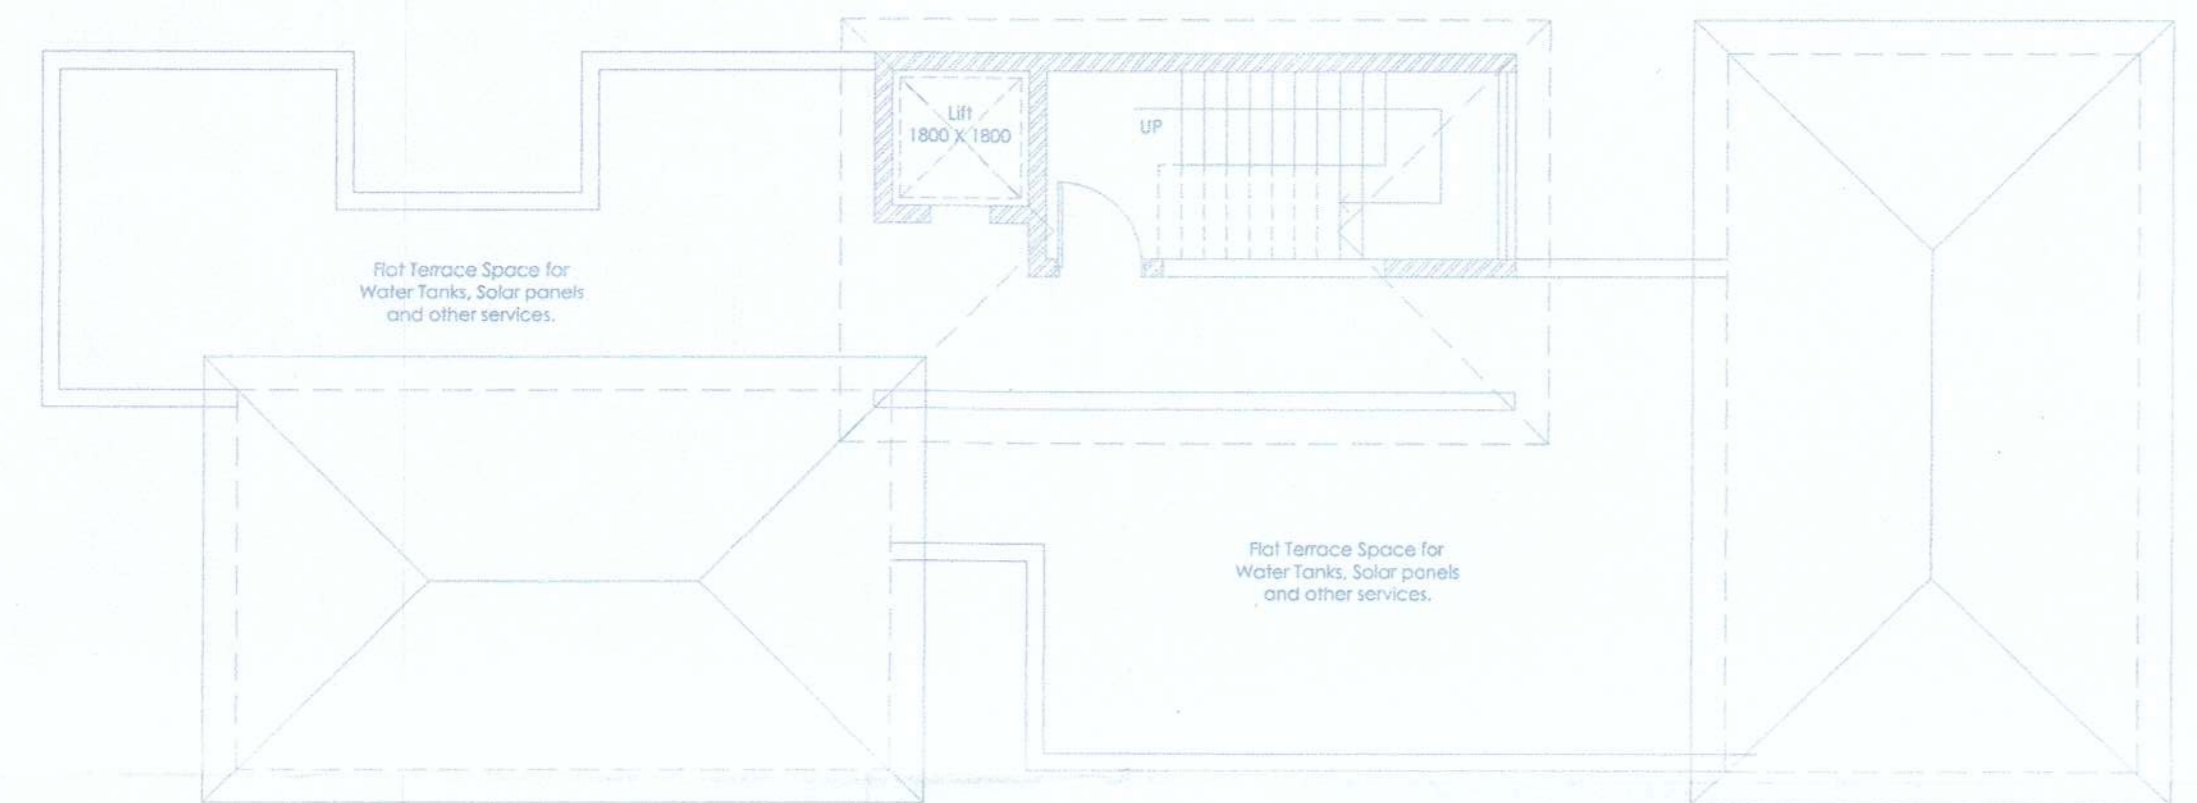 Lift
1800 X 1800
UP
Flat Terrace Space for
Water Tanks, Solar panels
and other services.
Flat Terrace Space for
Water Tanks, Solar panels
and other services.